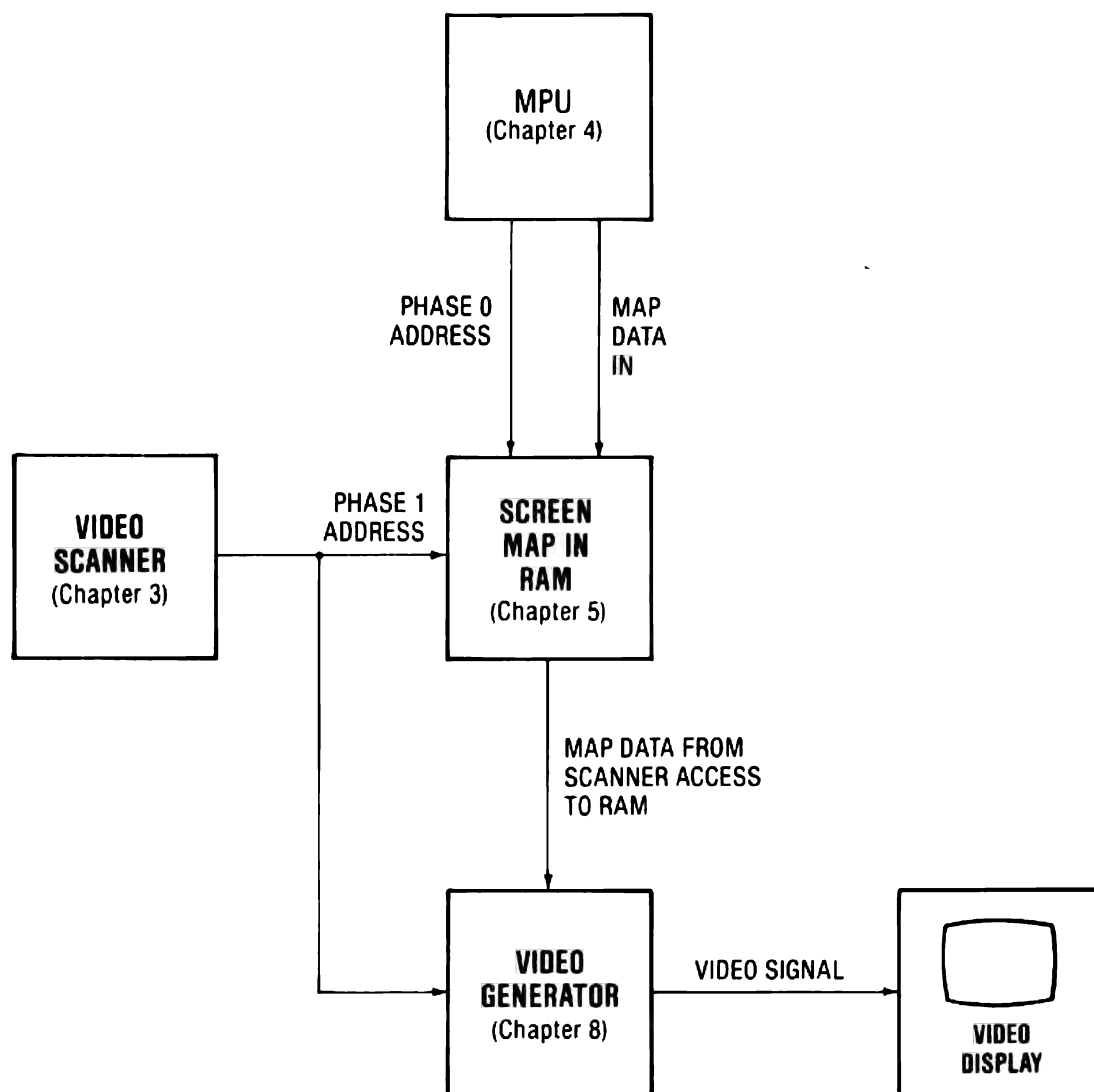 MPU
(Chapter 4)
PHASE 0
ADDRESS
MAP
DATA
IN
VIDEO
SCANNER
(Chapter 3)
PHASE 1
ADDRESS
SCREEN
MAP IN
RAM
(Chapter 5)
MAP DATA FROM
SCANNER ACCESS
TO RAM
VIDEO
GENERATOR
(Chapter 8)
VIDEO SIGNAL
VIDEO
DISPLAY